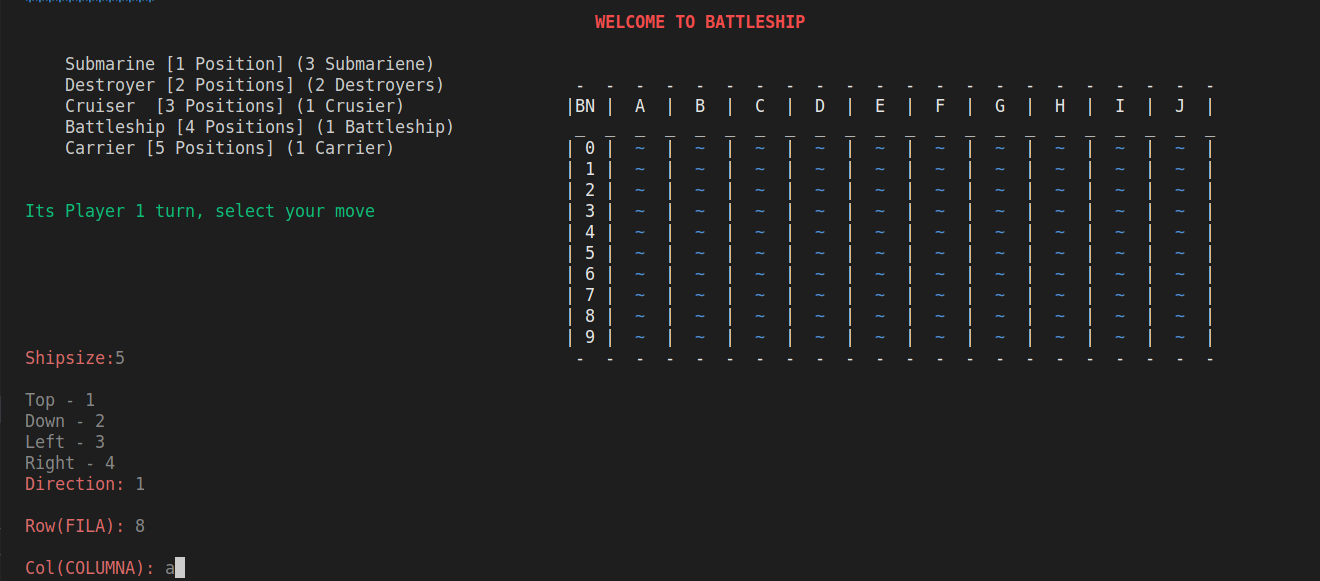 *************
WELCOME TO BATTLESHIP
Submarine [1 Position] (3 Submariene)
Destroyer [2 Positions] (2 Destroyers)
Cruiser  [3 Positions] (1 Crusier)
Battleship [4 Positions] (1 Battleship)
Carrier [5 Positions] (1 Carrier)
Its Player 1 turn, select your move
- - - - - - - - - - - - - - - - - - - - - -
|BN |  A  |  B  |  C  |  D  |  E  |  F  |  G  |  H  |  I  |  J  |
_ _ _ _ _ _ _ _ _ _ _ _ _ _ _ _ _ _ _ _ _ _
| 0 |  ~  |  ~  |  ~  |  ~  |  ~  |  ~  |  ~  |  ~  |  ~  |  ~  |
| 1 |  ~  |  ~  |  ~  |  ~  |  ~  |  ~  |  ~  |  ~  |  ~  |  ~  |
| 2 |  ~  |  ~  |  ~  |  ~  |  ~  |  ~  |  ~  |  ~  |  ~  |  ~  |
| 3 |  ~  |  ~  |  ~  |  ~  |  ~  |  ~  |  ~  |  ~  |  ~  |  ~  |
| 4 |  ~  |  ~  |  ~  |  ~  |  ~  |  ~  |  ~  |  ~  |  ~  |  ~  |
| 5 |  ~  |  ~  |  ~  |  ~  |  ~  |  ~  |  ~  |  ~  |  ~  |  ~  |
| 6 |  ~  |  ~  |  ~  |  ~  |  ~  |  ~  |  ~  |  ~  |  ~  |  ~  |
| 7 |  ~  |  ~  |  ~  |  ~  |  ~  |  ~  |  ~  |  ~  |  ~  |  ~  |
| 8 |  ~  |  ~  |  ~  |  ~  |  ~  |  ~  |  ~  |  ~  |  ~  |  ~  |
| 9 |  ~  |  ~  |  ~  |  ~  |  ~  |  ~  |  ~  |  ~  |  ~  |  ~  |
- - - - - - - - - - - - - - - - - - - - - -
Shipsize:5
Top - 1
Down - 2
Left - 3
Right - 4
Direction: 1
Row(FILA): 8
Col(COLUMNA): a